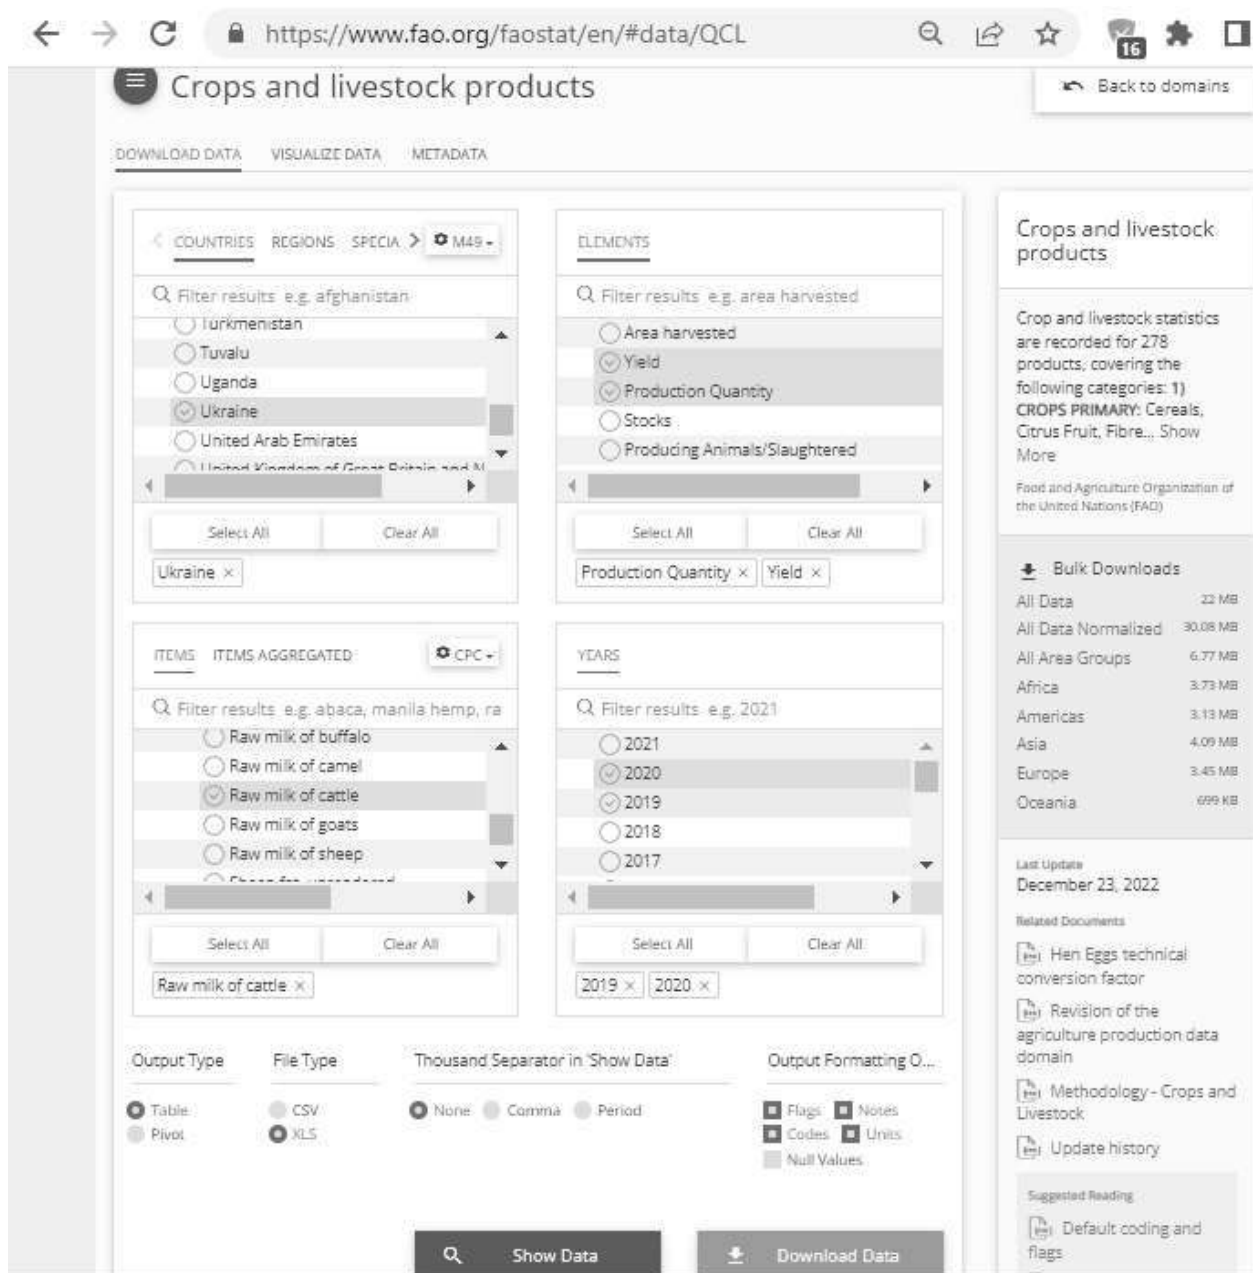 https://www.fao.org/faostat/en/#data/QCL
16
Crops and livestock products
Back to domains
DOWNLOAD DATA VISUALIZE DATA METADATA
COUNTRIES REGIONS SPECIA M49
Filter results e.g. afghanistan
Turkmenistan
Tuvalu
Uganda
Ukraine
United Arab Emirates
United Kingdom of Great Britain and N
Select All Clear All
Ukraine ×
ELEMENTS
Filter results e.g. area harvested
Area harvested
Yield
Production Quantity
Stocks
Producing Animals/Slaughtered
Select All Clear All
Production Quantity × Yield ×
ITEMS ITEMS AGGREGATED CPC
Filter results e.g. abaca, manila hemp, ra
Raw milk of buffalo
Raw milk of camel
Raw milk of cattle
Raw milk of goats
Raw milk of sheep
Sheep fat, unrendered
Select All Clear All
Raw milk of cattle ×
YEARS
Filter results e.g. 2021
2021
2020
2019
2018
2017
Select All Clear All
2019 × 2020 ×
Output Type File Type Thousand Separator in 'Show Data' Output Formatting O...
Table CSV None Comma Period Flags Notes
Pivot XLS Codes Units
Null Values
Show Data Download Data
Crops and livestock
products
Crop and livestock statistics
are recorded for 278
products, covering the
following categories: 1)
CROPS PRIMARY: Cereals,
Citrus Fruit, Fibre... Show
More
Food and Agriculture Organization of
the United Nations (FAO)
Bulk Downloads
All Data 22 MB
All Data Normalized 30.08 MB
All Area Groups 6.77 MB
Africa 3.73 MB
Americas 3.13 MB
Asia 4.09 MB
Europe 3.45 MB
Oceania 699 KB
Last Update
December 23, 2022
Related Documents
Hen Eggs technical
conversion factor
Revision of the
agriculture production data
domain
Methodology - Crops and
Livestock
Update history
Suggested Reading
Default coding and
flags